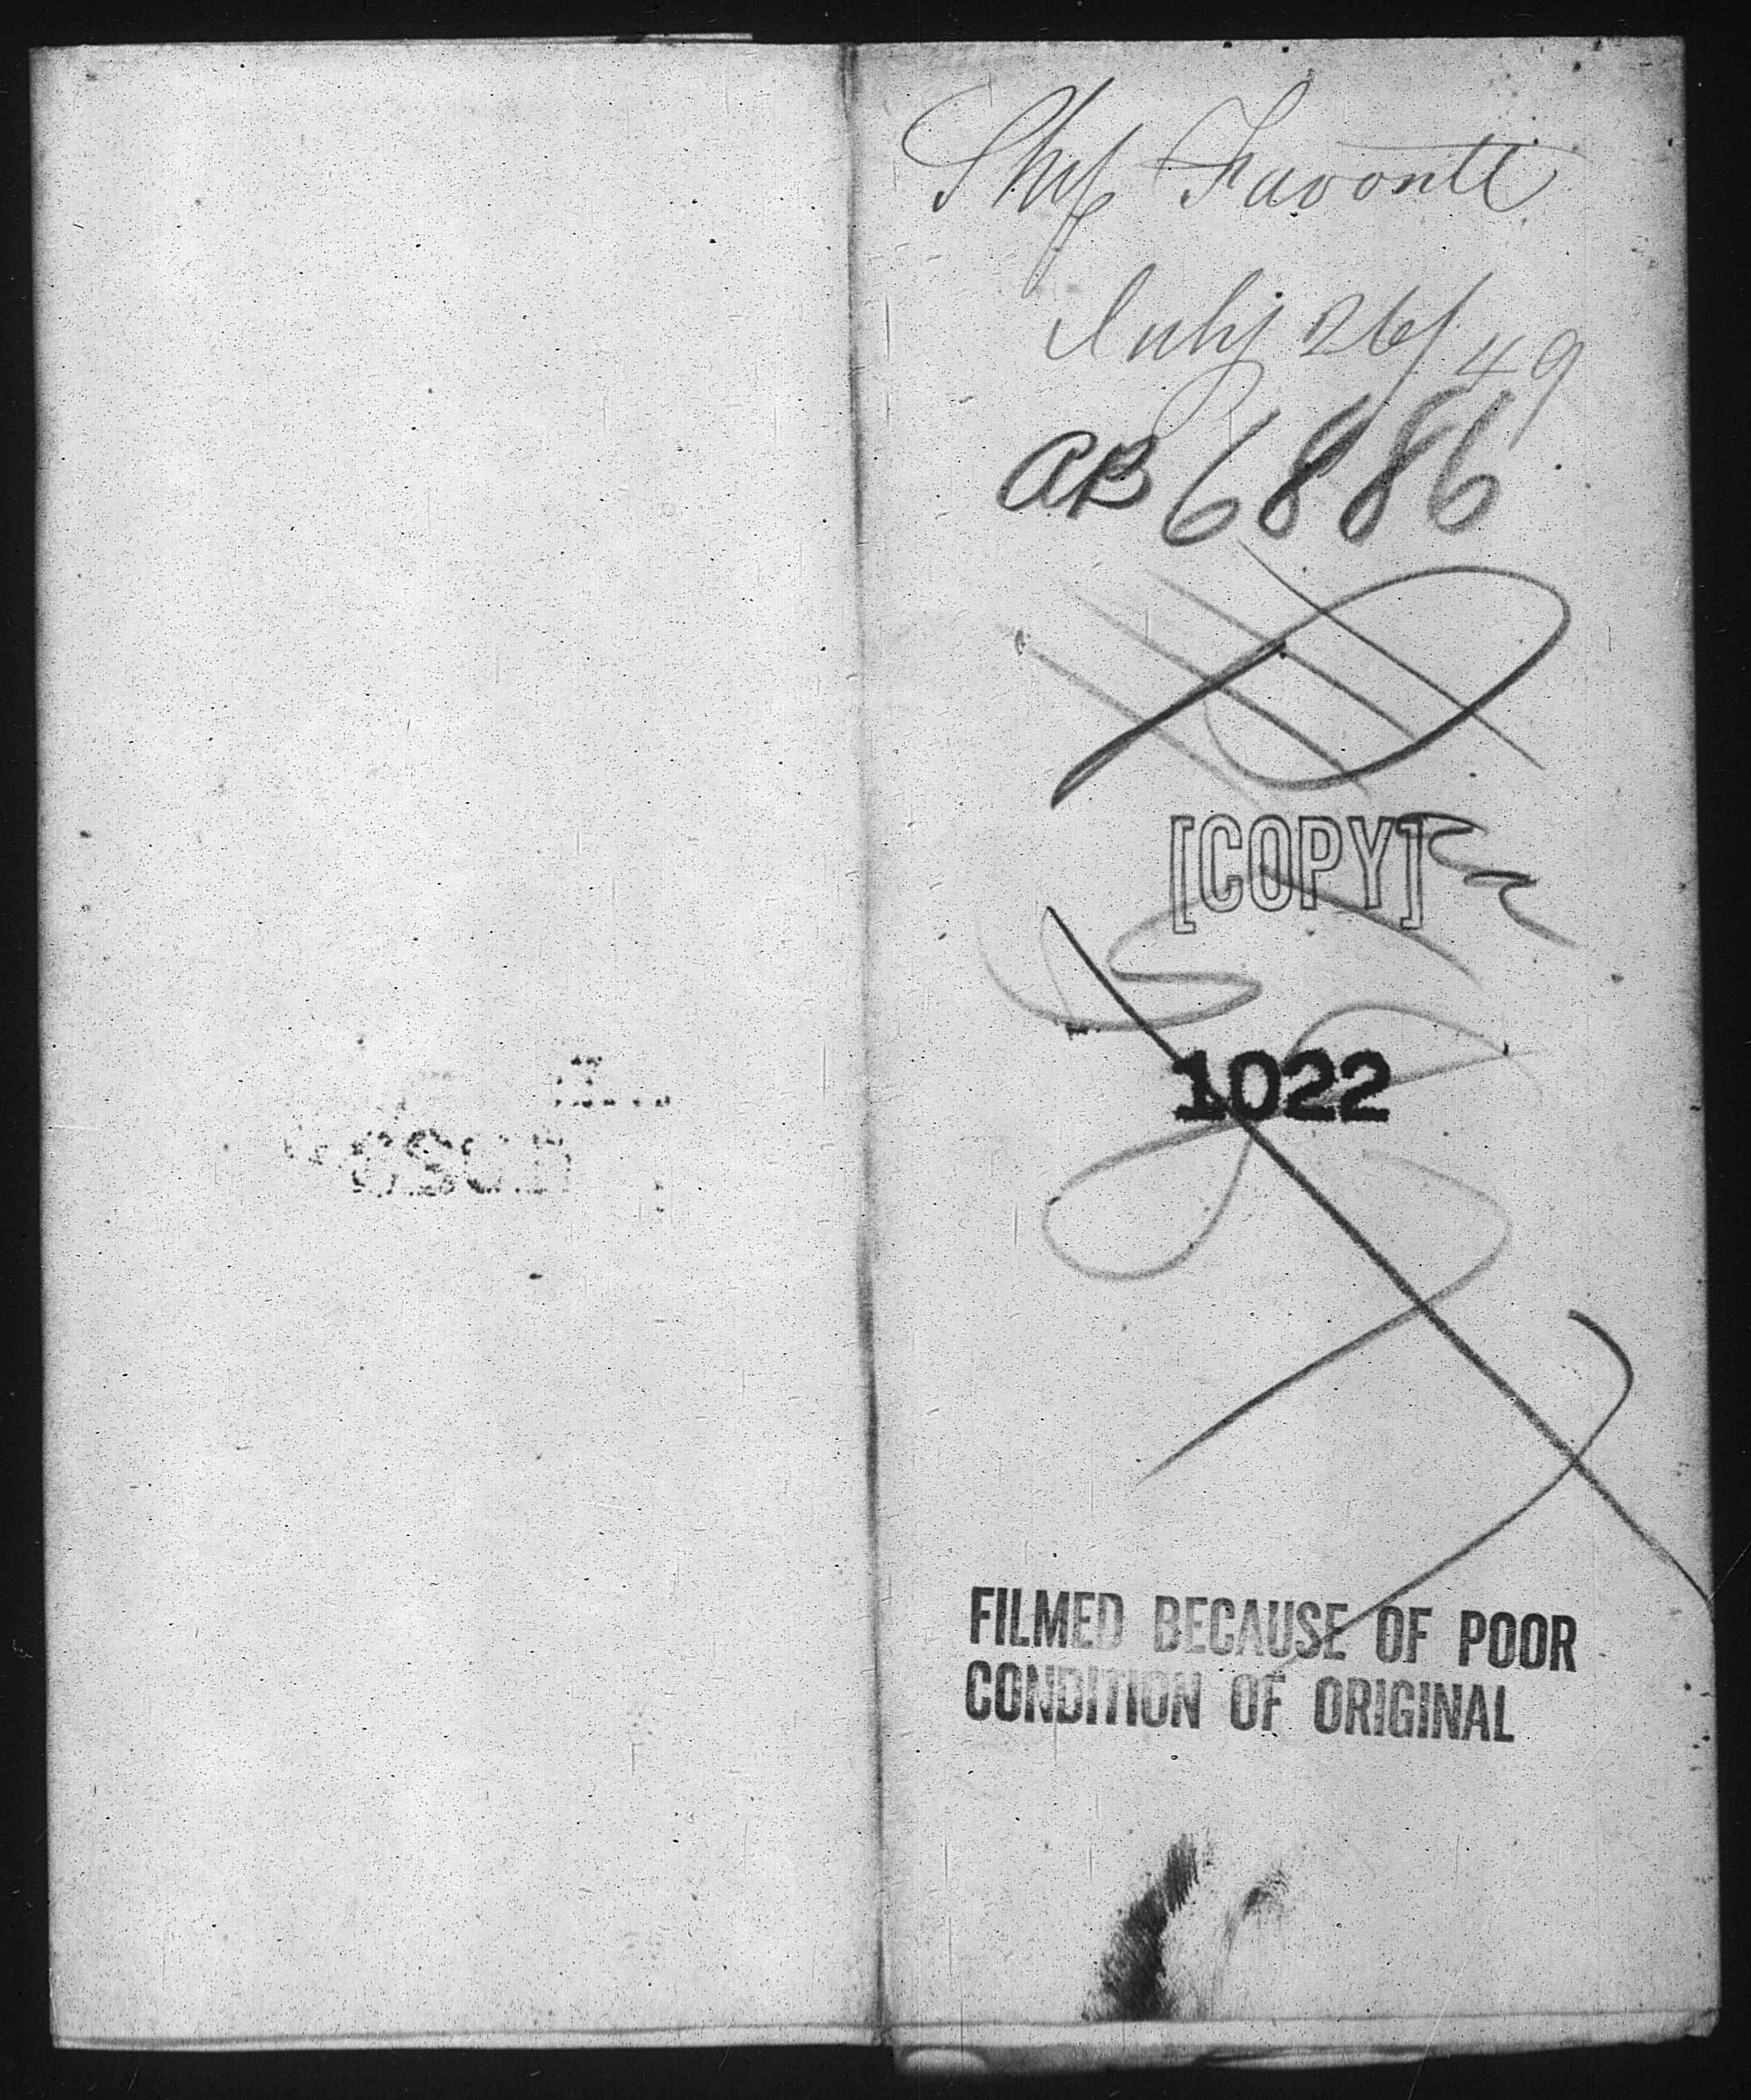 Ship Favorite
July 26/49
AB 6886
[COPY]
1022
FILMED BECAUSE OF POOR
CONDITION OF ORIGINAL